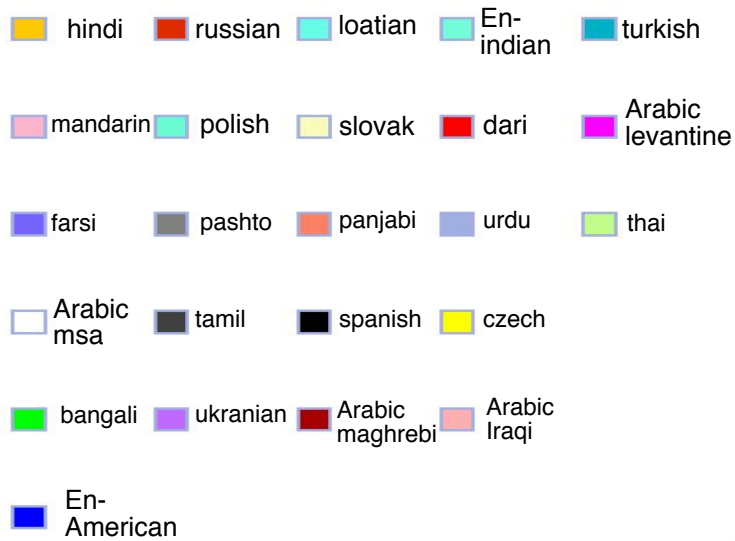 hindi
russian
loatian
En-
indian
turkish
mandarin
polish
slovak
dari
Arabic
levantine
farsi
pashto
panjabi
urdu
thai
Arabic
msa
tamil
spanish
czech
bangali
ukranian
Arabic
maghrebi
Arabic
Iraqi
En-
American